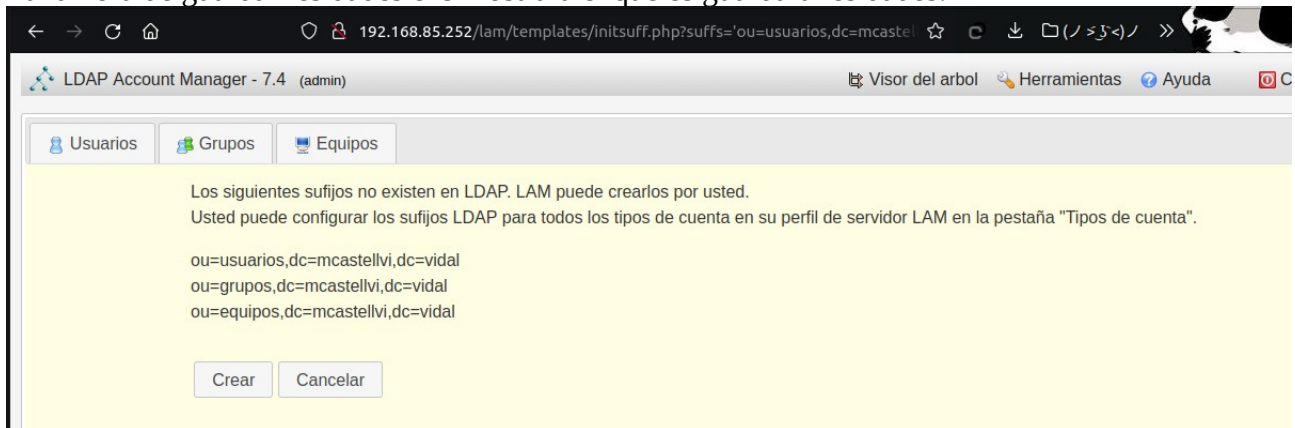 192.168.85.252/lam/templates/initsuff.php?suffs='ou=usuarios,dc=mcastel
(ノ≥ڡ≤)ノ
LDAP Account Manager - 7.4 (admin) Visor del arbol Herramientas Ayuda C
Usuarios Grupos Equipos
Los siguientes sufijos no existen en LDAP. LAM puede crearlos por usted.
Usted puede configurar los sufijos LDAP para todos los tipos de cuenta en su perfil de servidor LAM en la pestaña "Tipos de cuenta".
ou=usuarios,dc=mcastellvi,dc=vidal
ou=grupos,dc=mcastellvi,dc=vidal
ou=equipos,dc=mcastellvi,dc=vidal
Crear Cancelar